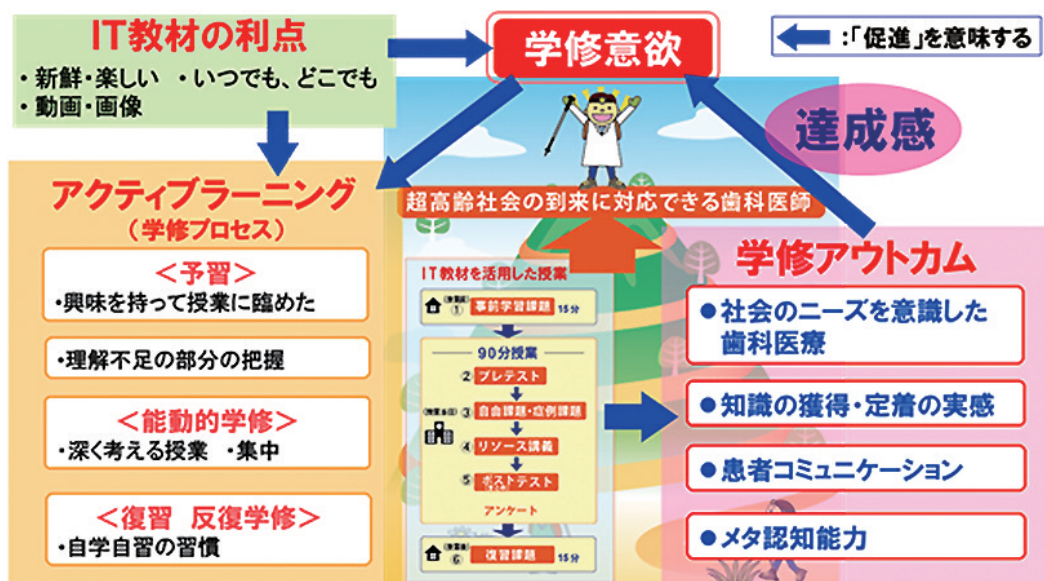 IT教材の利点
・新鮮・楽しい ・いつでも、どこでも
・動画・画像
学修意欲
:「促進」を意味する
達成感
アクティブラーニング
(学修プロセス)
<予習>
・興味を持って授業に臨めた
・理解不足の部分の把握
<能動的学修>
・深く考える授業 ・集中
<復習 反復学修>
・自学自習の習慣
超高齢社会の到来に対応できる歯科医師
IT教材を活用した授業
(授業前)
① 事前学習課題 15分
90分授業
② プレテスト
(授業当日)
③ 自由課題・症例課題
④ リソース講義
⑤ ポストテスト
アンケート
(授業後)
⑥ 復習課題 15分
学修アウトカム
●社会のニーズを意識した
歯科医療
●知識の獲得・定着の実感
●患者コミュニケーション
●メタ認知能力